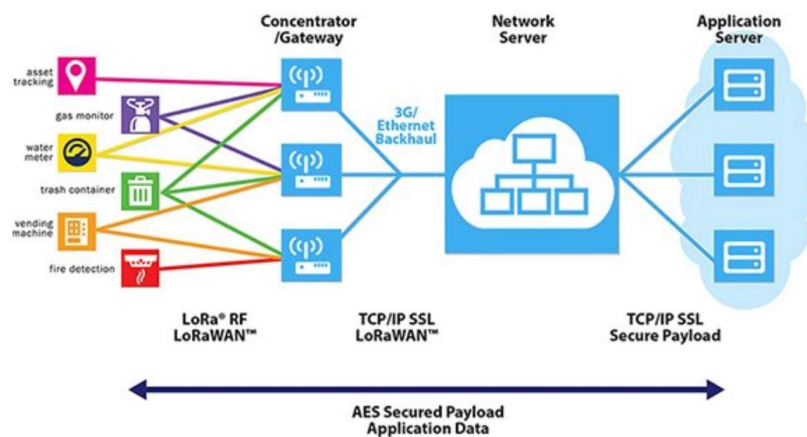 Concentrator
/Gateway
Network
Server
Application
Server
asset
tracking
gas monitor
water
meter
trash container
vending
machine
fire detection
3G/
Ethernet
Backhaul
LoRa® RF
LoRaWAN™
TCP/IP SSL
LoRaWAN™
TCP/IP SSL
Secure Payload
AES Secured Payload
Application Data